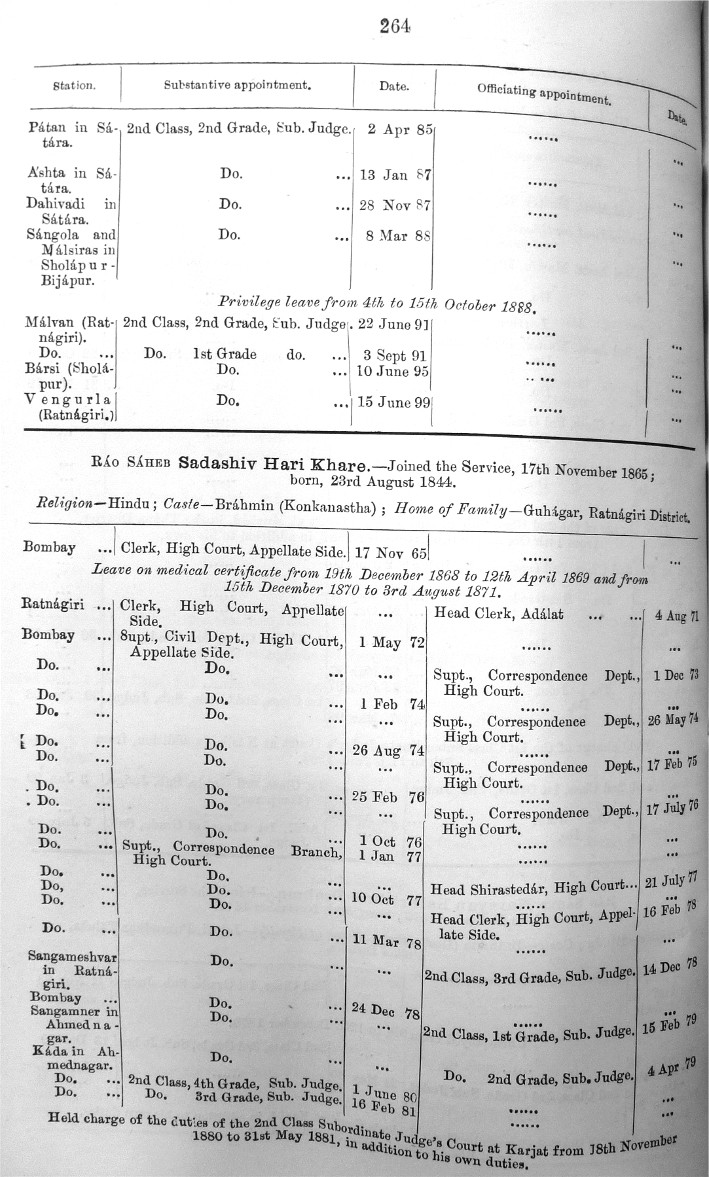 264
Station. Substantive appointment. Date. Officiating appointment. Date.
Pátan in Sá- 2nd Class, 2nd Grade, Sub. Judge. 2 Apr 85 ...... ...
tára.
Áshta in Sá- Do. ... 13 Jan 87 ...... ...
tára.
Dahivadi in Do. ... 28 Nov 87 ...... ...
Sátára.
Sángola and Do. ... 8 Mar 88 ...... ...
Málsiras in
Sholápur-
Bijápur.
Privilege leave from 4th to 15th October 1888.
Málvan (Rat- 2nd Class, 2nd Grade, Sub. Judge. 22 June 91 ...... ...
nágiri).
Do. ... Do. 1st Grade do. ... 3 Sept 91 ...... ...
Bársi (Sholá- Do. ... 10 June 95 ...... ...
pur).
Vengurla Do. ... 15 June 99 ...... ...
(Ratnágiri.)
RÁO SÁHEB Sadashiv Hari Khare.—Joined the Service, 17th November 1865;
born, 23rd August 1844.
Religion—Hindu; Caste—Bráhmin (Konkanastha); Home of Family—Guhágar, Ratnágiri District.
Bombay ... Clerk, High Court, Appellate Side. 17 Nov 65 ...... ...
Leave on medical certificate from 19th December 1868 to 12th April 1869 and from
15th December 1870 to 3rd August 1871.
Ratnágiri ... Clerk, High Court, Appellate ... Head Clerk, Adálat ... ... 4 Aug 71
Side.
Bombay ... Supt., Civil Dept., High Court, 1 May 72 ...... ...
Appellate Side.
Do. ... Do. ... ... Supt., Correspondence Dept., 1 Dec 73
High Court.
Do. ... Do. ... 1 Feb 74 ...... ...
Do. ... Do. ... ... Supt., Correspondence Dept., 26 May 74
High Court.
Do. ... Do. ... 26 Aug 74 ...... ...
Do. ... Do. ... ... Supt., Correspondence Dept., 17 Feb 75
High Court.
Do. ... Do. ... 25 Feb 76 ...... ...
Do. ... Do. ... ... Supt., Correspondence Dept., 17 July 76
High Court.
Do. ... Do. ... 1 Oct 76 ...... ...
Do. ... Supt., Correspondence Branch, 1 Jan 77 ...... ...
High Court.
Do. ... Do. ... ... Head Shirastedár, High Court... 21 July 77
Do, ... Do. ... 10 Oct 77 ...... ...
Do. ... Do. ... ... Head Clerk, High Court, Appel- 16 Feb 78
late Side.
Do. ... Do. ... 11 Mar 78 ...... ...
Sangameshvar Do. ... ... 2nd Class, 3rd Grade, Sub. Judge. 14 Dec 78
in Ratná-
giri.
Bombay ... Do. ... 24 Dec 78 ...... ...
Sangamner in Do. ... ... 2nd Class, 1st Grade, Sub. Judge. 15 Feb 79
Ahmedna-
gar.
Káda in Ah- Do. ... ... Do. 2nd Grade, Sub. Judge. 4 Apr 79
mednagar.
Do. ... 2nd Class, 4th Grade, Sub. Judge. 1 June 80 ...... ...
Do. ... Do. 3rd Grade, Sub. Judge. 16 Feb 81 ...... ...
Held charge of the duties of the 2nd Class Subordinate Judge's Court at Karjat from 18th November
1880 to 31st May 1881, in addition to his own duties.